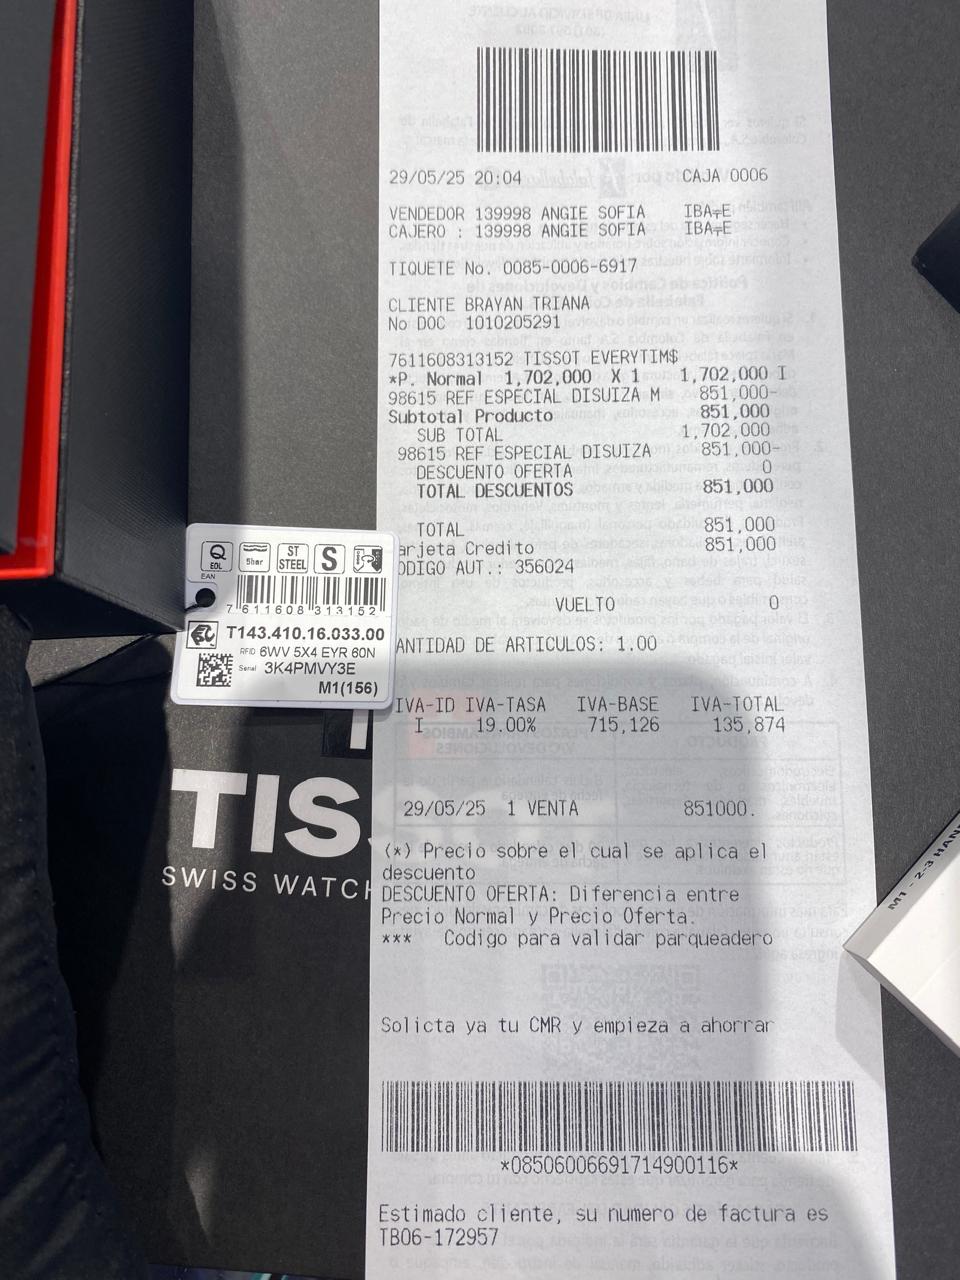 29/05/25 20:04 CAJA 0006
VENDEDOR 139998 ANGIE SOFIA
CAJERO : 139998 ANGIE SOFIA
TIQUETE No. 0085-0006-6917
CLIENTE BRAYAN TRIANA
No DOC 1010205291
7611608313152 TISSOT EVERYTIM$
*P. Normal 1,702,000 X 1 1,702,000 I
98615 REF ESPECIAL DISUIZA M 851,000-
Subtotal Producto 851,000
SUB TOTAL 1,702,000
98615 REF ESPECIAL DISUIZA 851,000-
DESCUENTO OFERTA 0
TOTAL DESCUENTOS 851,000
TOTAL 851,000
arjeta Credito 851,000
ODIGO AUT.: 356024
VUELTO 0
ANTIDAD DE ARTICULOS: 1.00
IVA-ID IVA-TASA IVA-BASE IVA-TOTAL
I 19.00% 715,126 135,874
29/05/25 1 VENTA 851000.
(*) Precio sobre el cual se aplica el
descuento
DESCUENTO OFERTA: Diferencia entre
Precio Normal y Precio Oferta.
*** Codigo para validar parqueadero
Solicta ya tu CMR y empieza a ahorrar
*08506006691714900116*
Estimado cliente, su numero de factura es
TB06-172957
Q
EOL
5bar
ST
STEEL
S
EAN
7 611608 313152
T143.410.16.033.00
RFID 6WV 5X4 EYR 60N
Serial 3K4PMVY3E
M1(156)
TISS
SWISS WATCH
M1 - 2-3 HAN